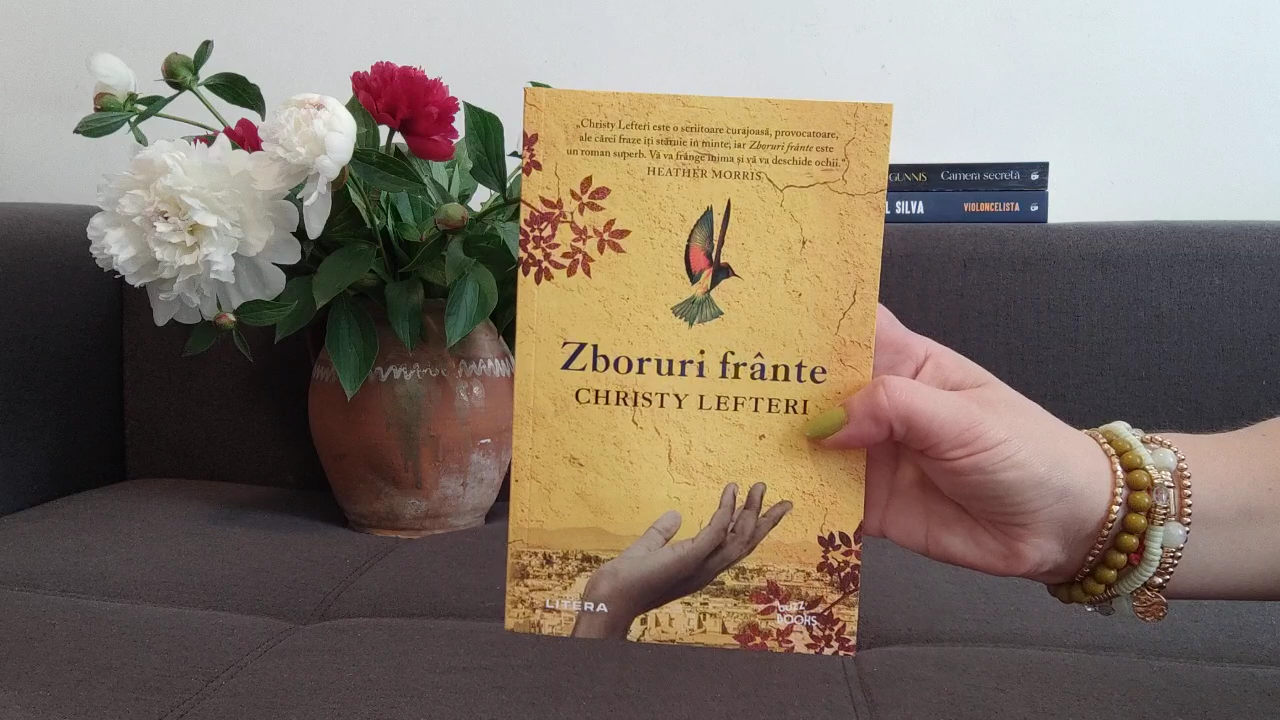 „Christy Lefteri este o scriitoare curajoasă, provocatoare,
ale cărei fraze îți stăruie în minte, iar Zboruri frânte este
un roman superb. Vă va frânge inima și vă va deschide ochii.“
HEATHER MORRIS
Zboruri frânte
CHRISTY LEFTERI
LITERA
buzz
BOOKS
GUNNIS Camera secretă
L SILVA VIOLONCELISTA